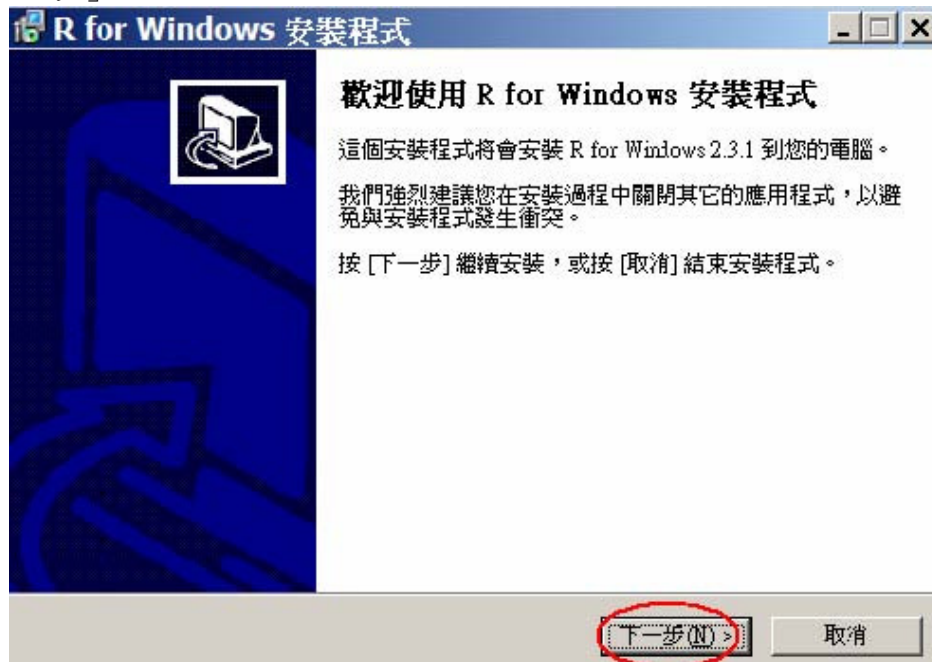 R for Windows 安裝程式
歡迎使用 R for Windows 安裝程式
這個安裝程式將會安裝 R for Windows 2.3.1 到您的電腦。
我們強烈建議您在安裝過程中關閉其它的應用程式，以避
免與安裝程式發生衝突。
按 [下一步] 繼續安裝，或按 [取消] 結束安裝程式。
下一步(N) >
取消